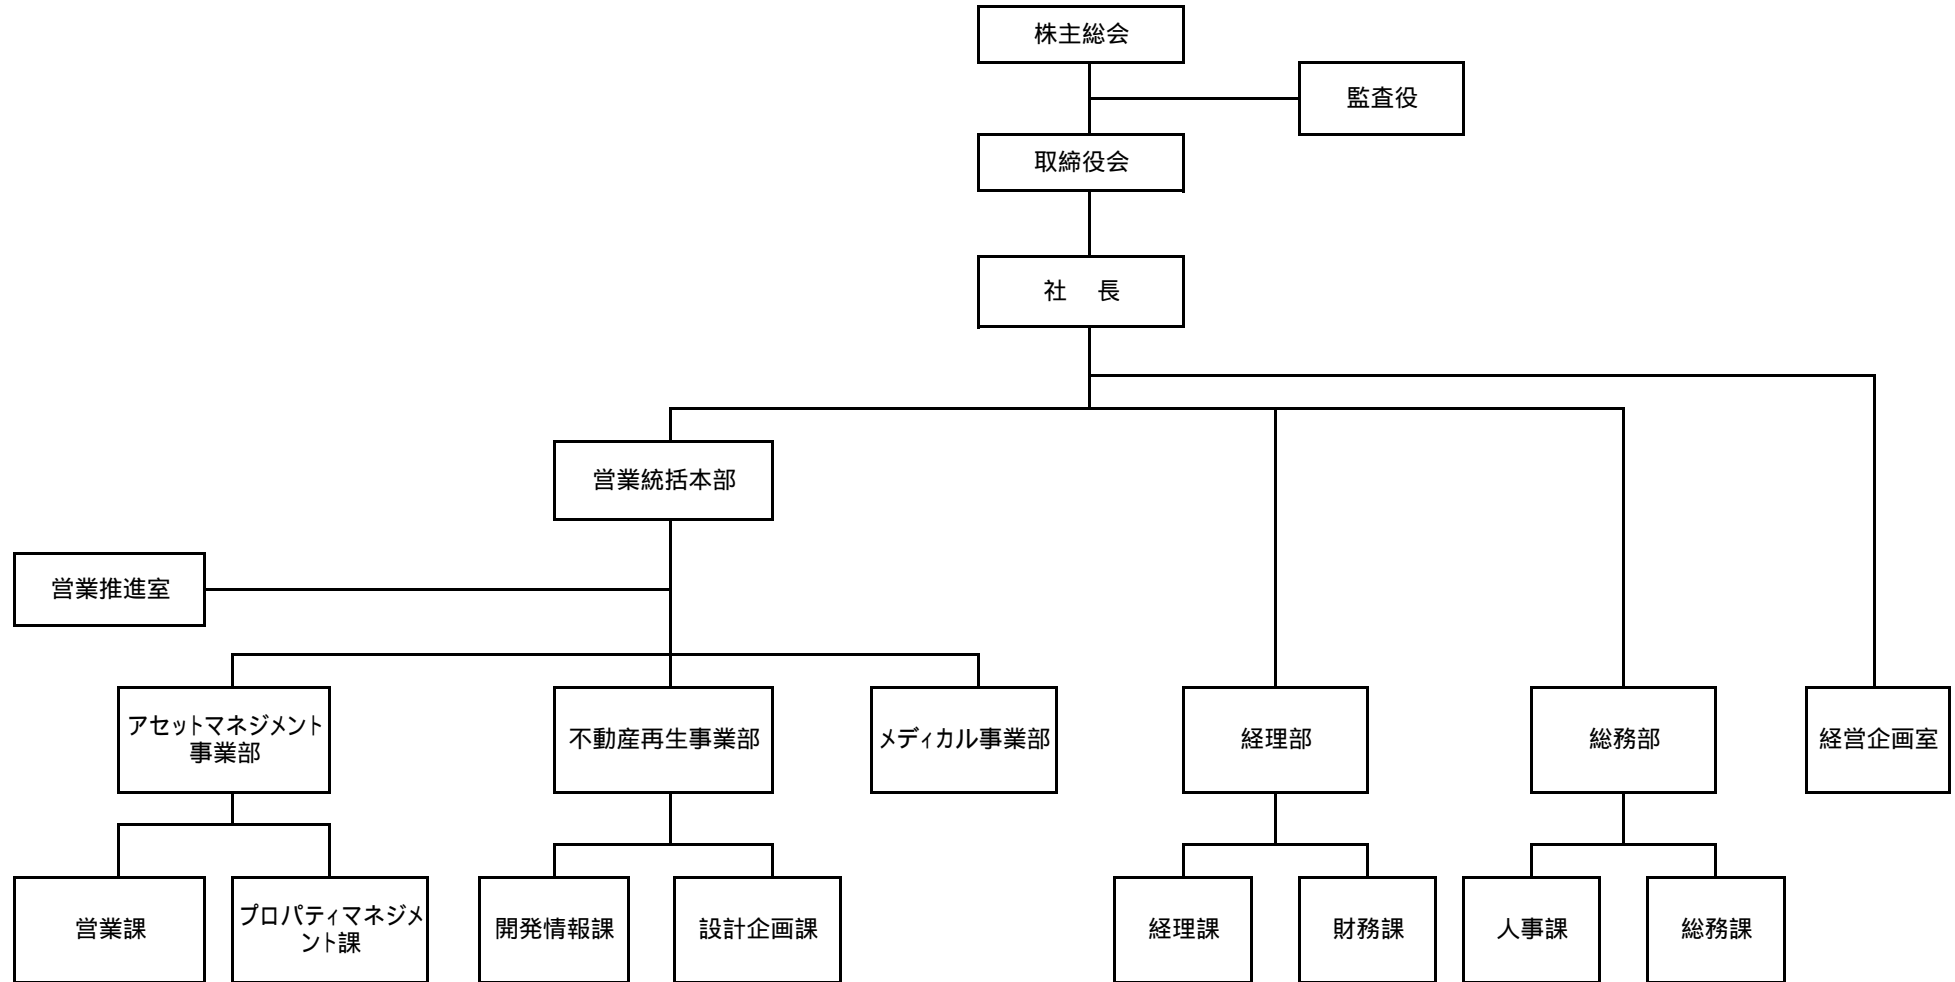 株主総会
監査役
取締役会
社　長
営業統括本部
営業推進室
アセットマネジメント
事業部
不動産再生事業部
メディカル事業部
経理部
総務部
経営企画室
営業課
プロパティマネジメ
ント課
開発情報課
設計企画課
経理課
財務課
人事課
総務課